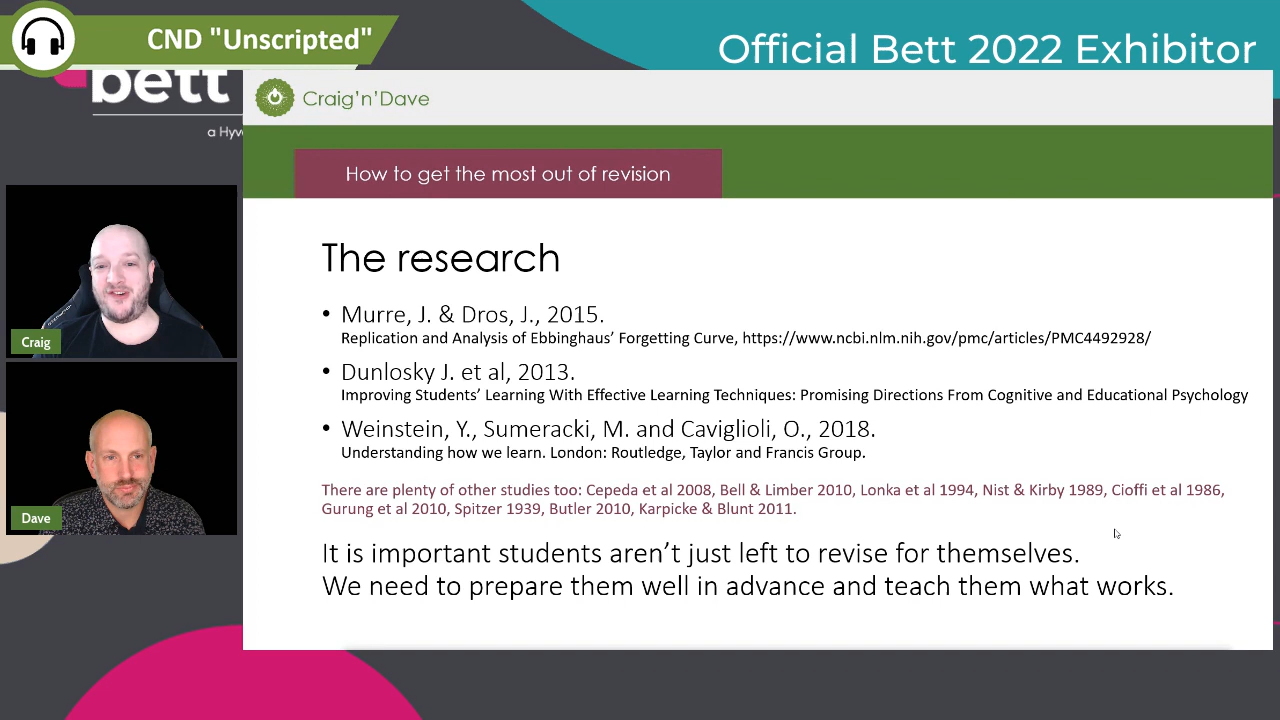 CND "Unscripted"
Official Bett 2022 Exhibitor
bett
a Hyv
Craig'n'Dave
How to get the most out of revision
The research
• Murre, J. & Dros, J., 2015.
Replication and Analysis of Ebbinghaus’ Forgetting Curve, https://www.ncbi.nlm.nih.gov/pmc/articles/PMC4492928/
• Dunlosky J. et al, 2013.
Improving Students’ Learning With Effective Learning Techniques: Promising Directions From Cognitive and Educational Psychology
• Weinstein, Y., Sumeracki, M. and Caviglioli, O., 2018.
Understanding how we learn. London: Routledge, Taylor and Francis Group.
There are plenty of other studies too: Cepeda et al 2008, Bell & Limber 2010, Lonka et al 1994, Nist & Kirby 1989, Cioffi et al 1986,
Gurung et al 2010, Spitzer 1939, Butler 2010, Karpicke & Blunt 2011.
It is important students aren’t just left to revise for themselves.
We need to prepare them well in advance and teach them what works.
Craig
Dave